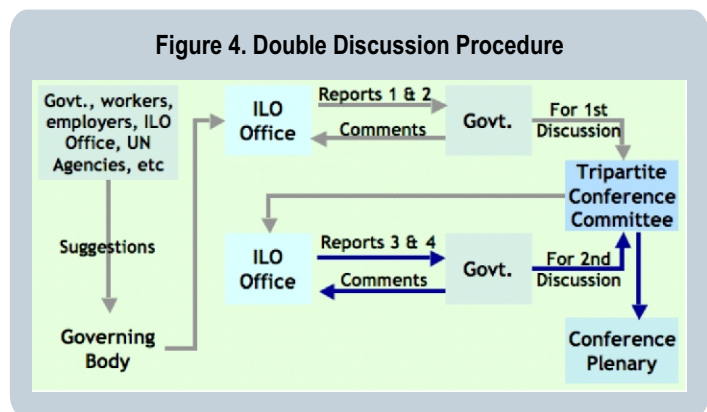 Figure 4. Double Discussion Procedure
Govt., workers,
employers, ILO
Office, UN
Agencies, etc
Suggestions
Governing
Body
ILO
Office
Reports 1 & 2
Comments
Govt.
For 1st
Discussion
Tripartite
Conference
Committee
ILO
Office
Reports 3 & 4
Comments
Govt.
For 2nd
Discussion
Conference
Plenary